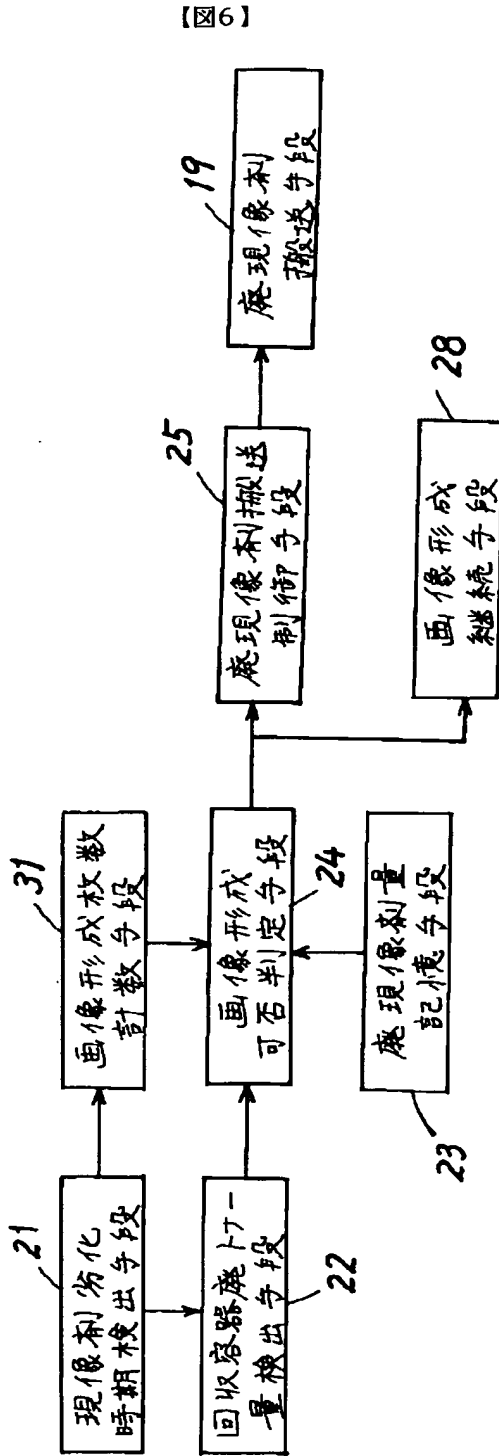 【図6】
21
現像剤劣化
時期検出手段
31
画像形成枚数
計数手段
22
回収容器廃トナー
量検出手段
画像形成
可否判定手段
24
23
廃現像剤量
記憶手段
25
廃現像剤搬送
制御手段
19
廃現像剤
搬送手段
28
画像形成
継続手段